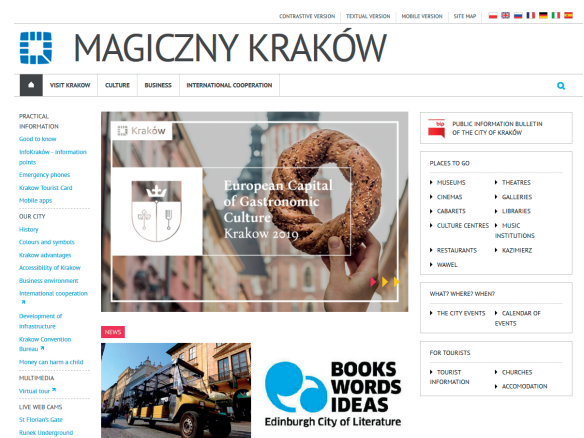 CONTRASTIVE VERSION
TEXTUAL VERSION
MOBILE VERSION
SITE MAP
MAGICZNY KRAKÓW
VISIT KRAKOW
CULTURE
BUSINESS
INTERNATIONAL COOPERATION
PRACTICAL
INFORMATION
Good to know
InfoKraków - information
points
Emergency phones
Krakow Tourist Card
Mobile apps
OUR CITY
History
Colours and symbols
Krakow advantages
Accessibility of Krakow
Business environment
International cooperation
Development of
infrastructure
Krakow Convention
Bureau
Money can harm a child
MULTIMEDIA
Virtual tour
LIVE WEB CAMS
St Florian's Gate
Rynek Underground
Kraków
European Capital
of Gastronomic
Culture
Krakow 2019
NEWS
BOOKS
WORDS
IDEAS
Edinburgh City of Literature
bip
PUBLIC INFORMATION BULLETIN
OF THE CITY OF KRAKÓW
PLACES TO GO
MUSEUMS
THEATRES
CINEMAS
GALLERIES
CABARETS
LIBRARIES
CULTURE CENTRES
MUSIC
INSTITUTIONS
RESTAURANTS
KAZIMIERZ
WAWEL
WHAT? WHERE? WHEN?
THE CITY EVENTS
CALENDAR OF
EVENTS
FOR TOURISTS
TOURIST
INFORMATION
CHURCHES
ACCOMODATION